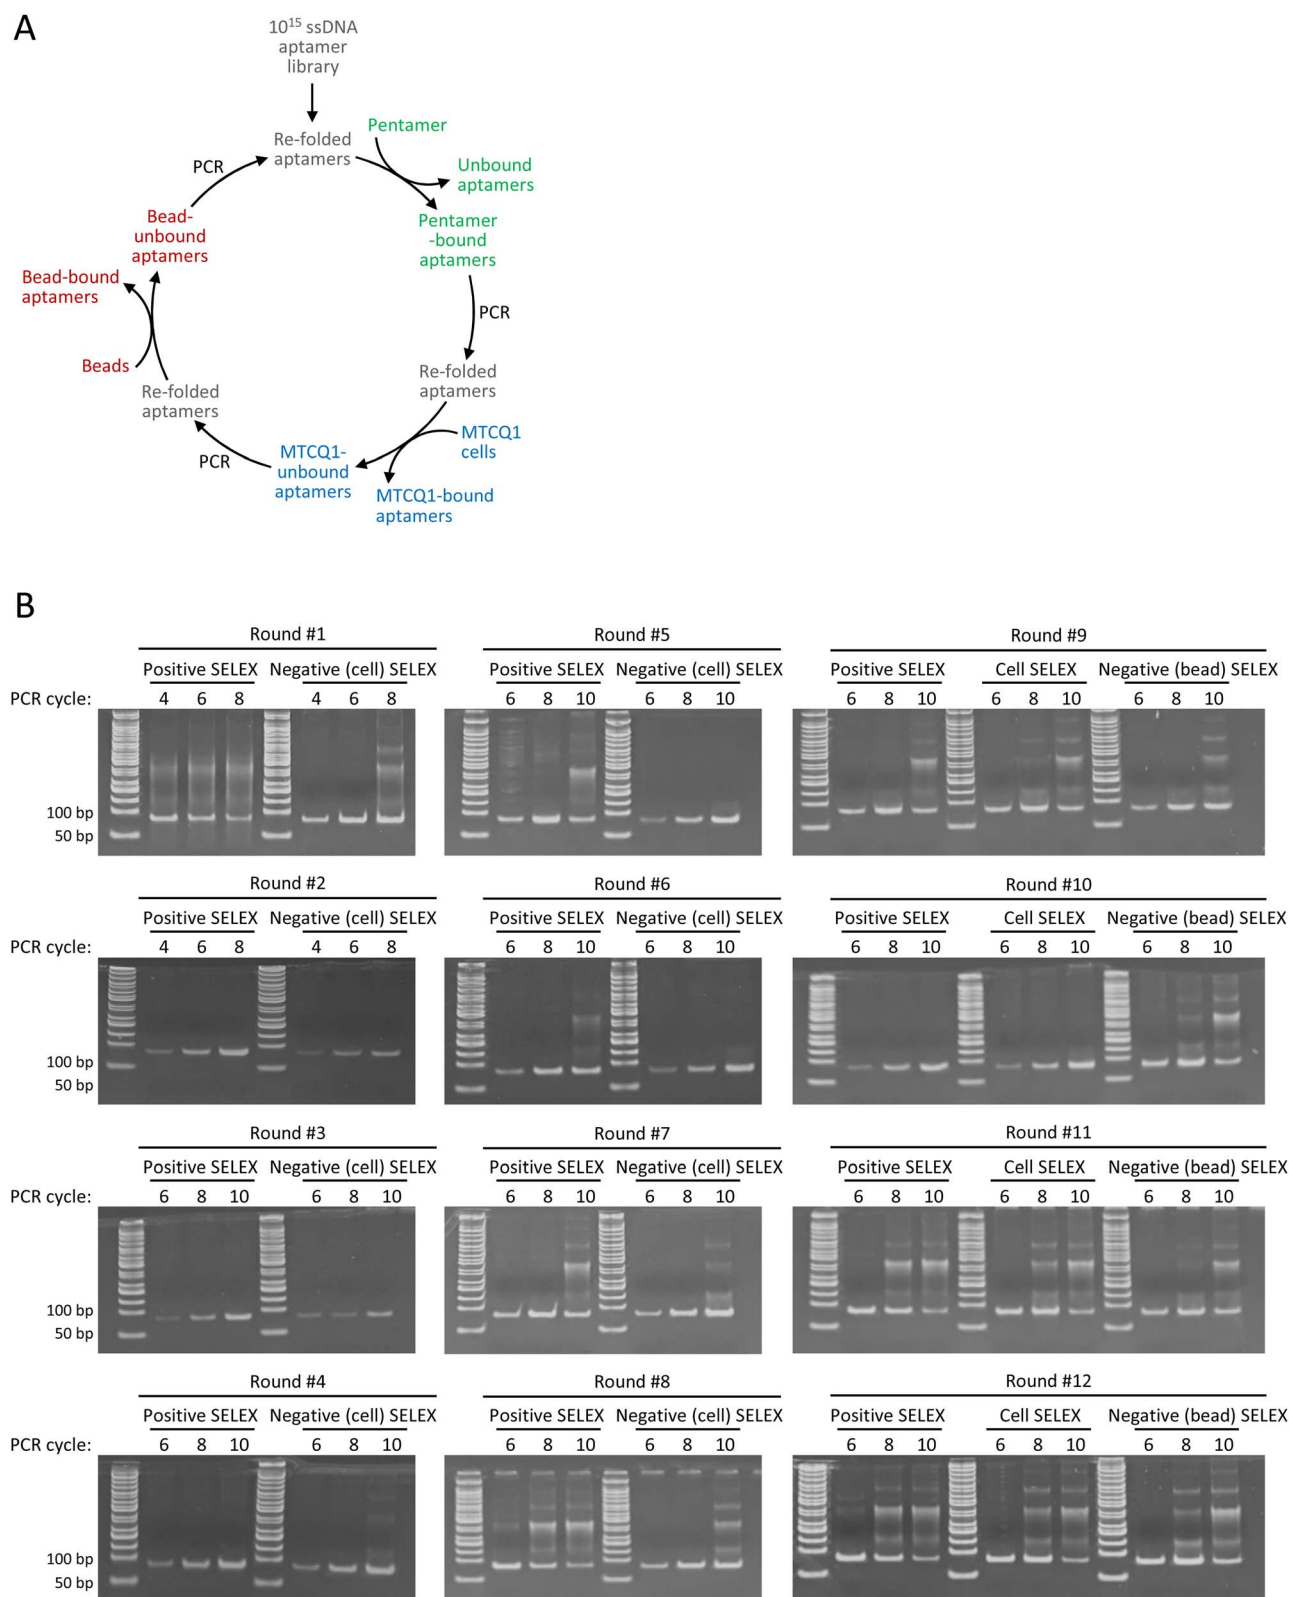 A
10¹⁵ ssDNA
aptamer
library
Re-folded
aptamers
Pentamer
Unbound
aptamers
Pentamer
-bound
aptamers
PCR
Re-folded
aptamers
MTCQ1
cells
MTCQ1-bound
aptamers
MTCQ1-
unbound
aptamers
PCR
Re-folded
aptamers
Beads
Bead-bound
aptamers
Bead-
unbound
aptamers
PCR
B
Round #1
Positive SELEX Negative (cell) SELEX
PCR cycle: 4 6 8 4 6 8
100 bp
50 bp
Round #5
Positive SELEX Negative (cell) SELEX
6 8 10 6 8 10
Round #9
Positive SELEX Cell SELEX Negative (bead) SELEX
6 8 10 6 8 10 6 8 10
Round #2
Positive SELEX Negative (cell) SELEX
PCR cycle: 4 6 8 4 6 8
100 bp
50 bp
Round #6
Positive SELEX Negative (cell) SELEX
6 8 10 6 8 10
Round #10
Positive SELEX Cell SELEX Negative (bead) SELEX
6 8 10 6 8 10 6 8 10
Round #3
Positive SELEX Negative (cell) SELEX
PCR cycle: 6 8 10 6 8 10
100 bp
50 bp
Round #7
Positive SELEX Negative (cell) SELEX
6 8 10 6 8 10
Round #11
Positive SELEX Cell SELEX Negative (bead) SELEX
6 8 10 6 8 10 6 8 10
Round #4
Positive SELEX Negative (cell) SELEX
PCR cycle: 6 8 10 6 8 10
100 bp
50 bp
Round #8
Positive SELEX Negative (cell) SELEX
6 8 10 6 8 10
Round #12
Positive SELEX Cell SELEX Negative (bead) SELEX
6 8 10 6 8 10 6 8 10